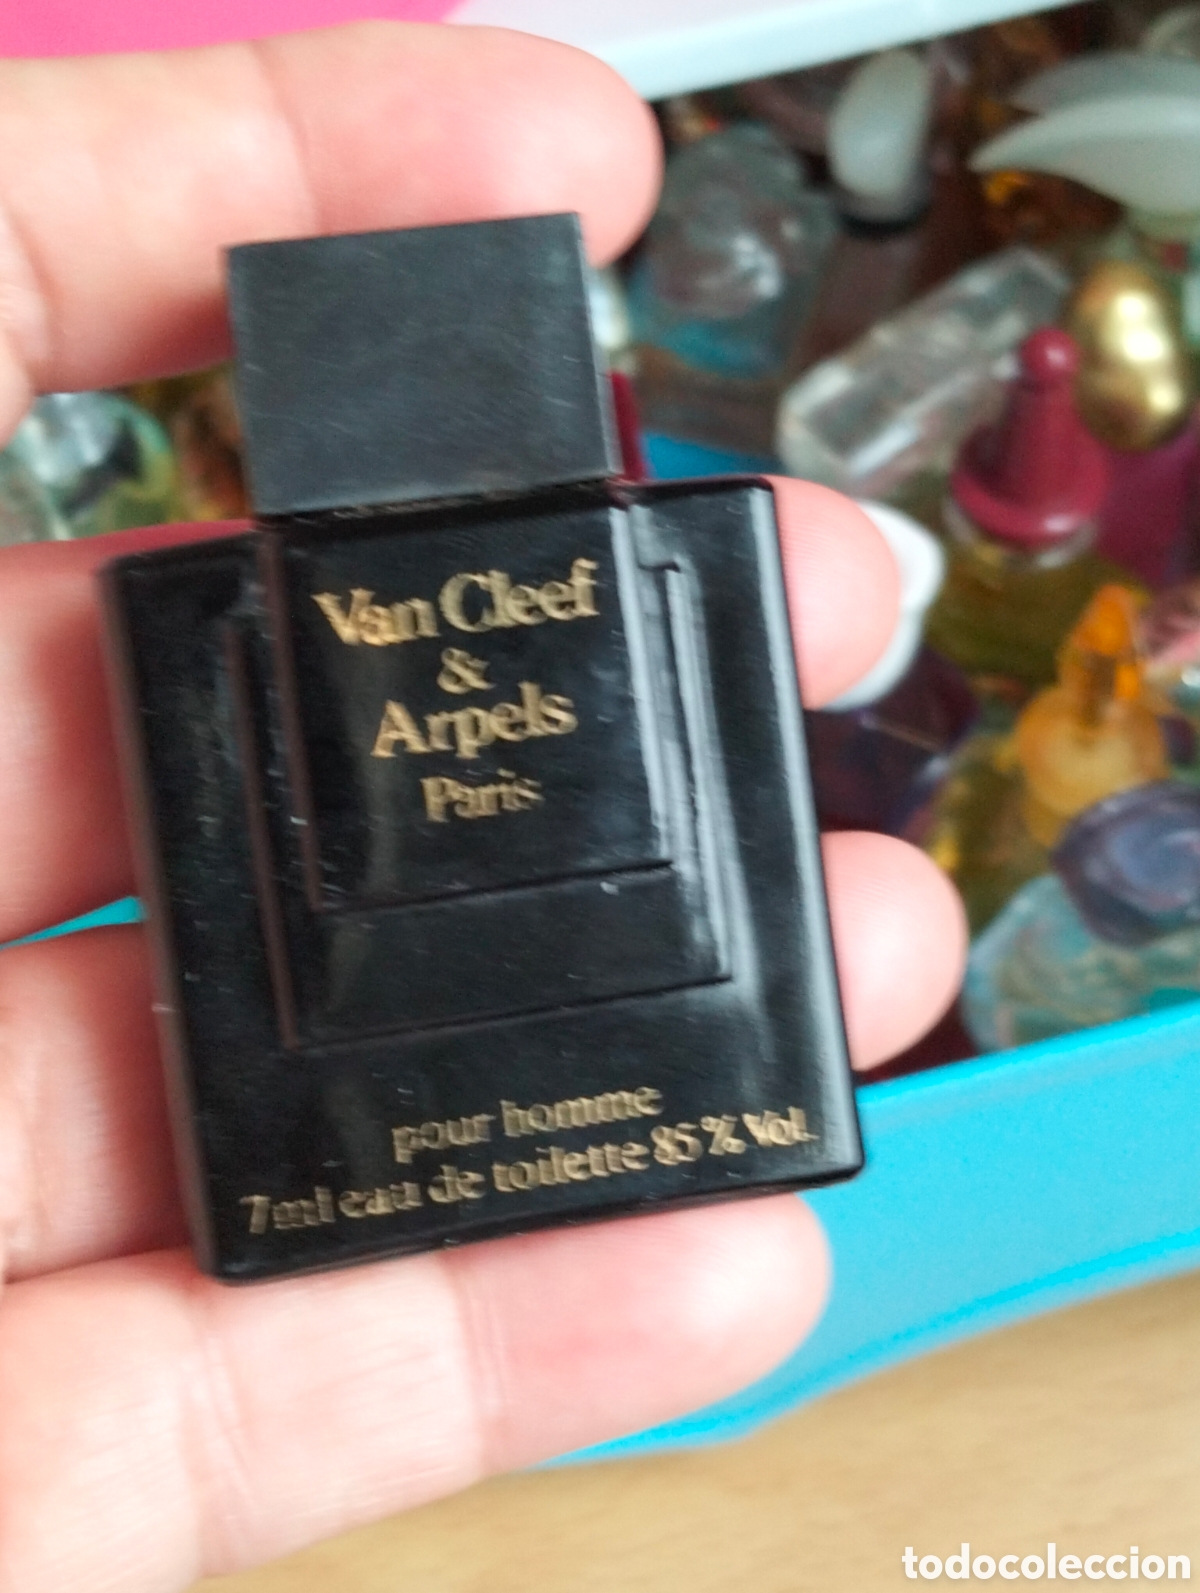 Van Cleef
&
Arpels
Paris
pour homme
7ml eau de toilette 85% Vol.
todocoleccion